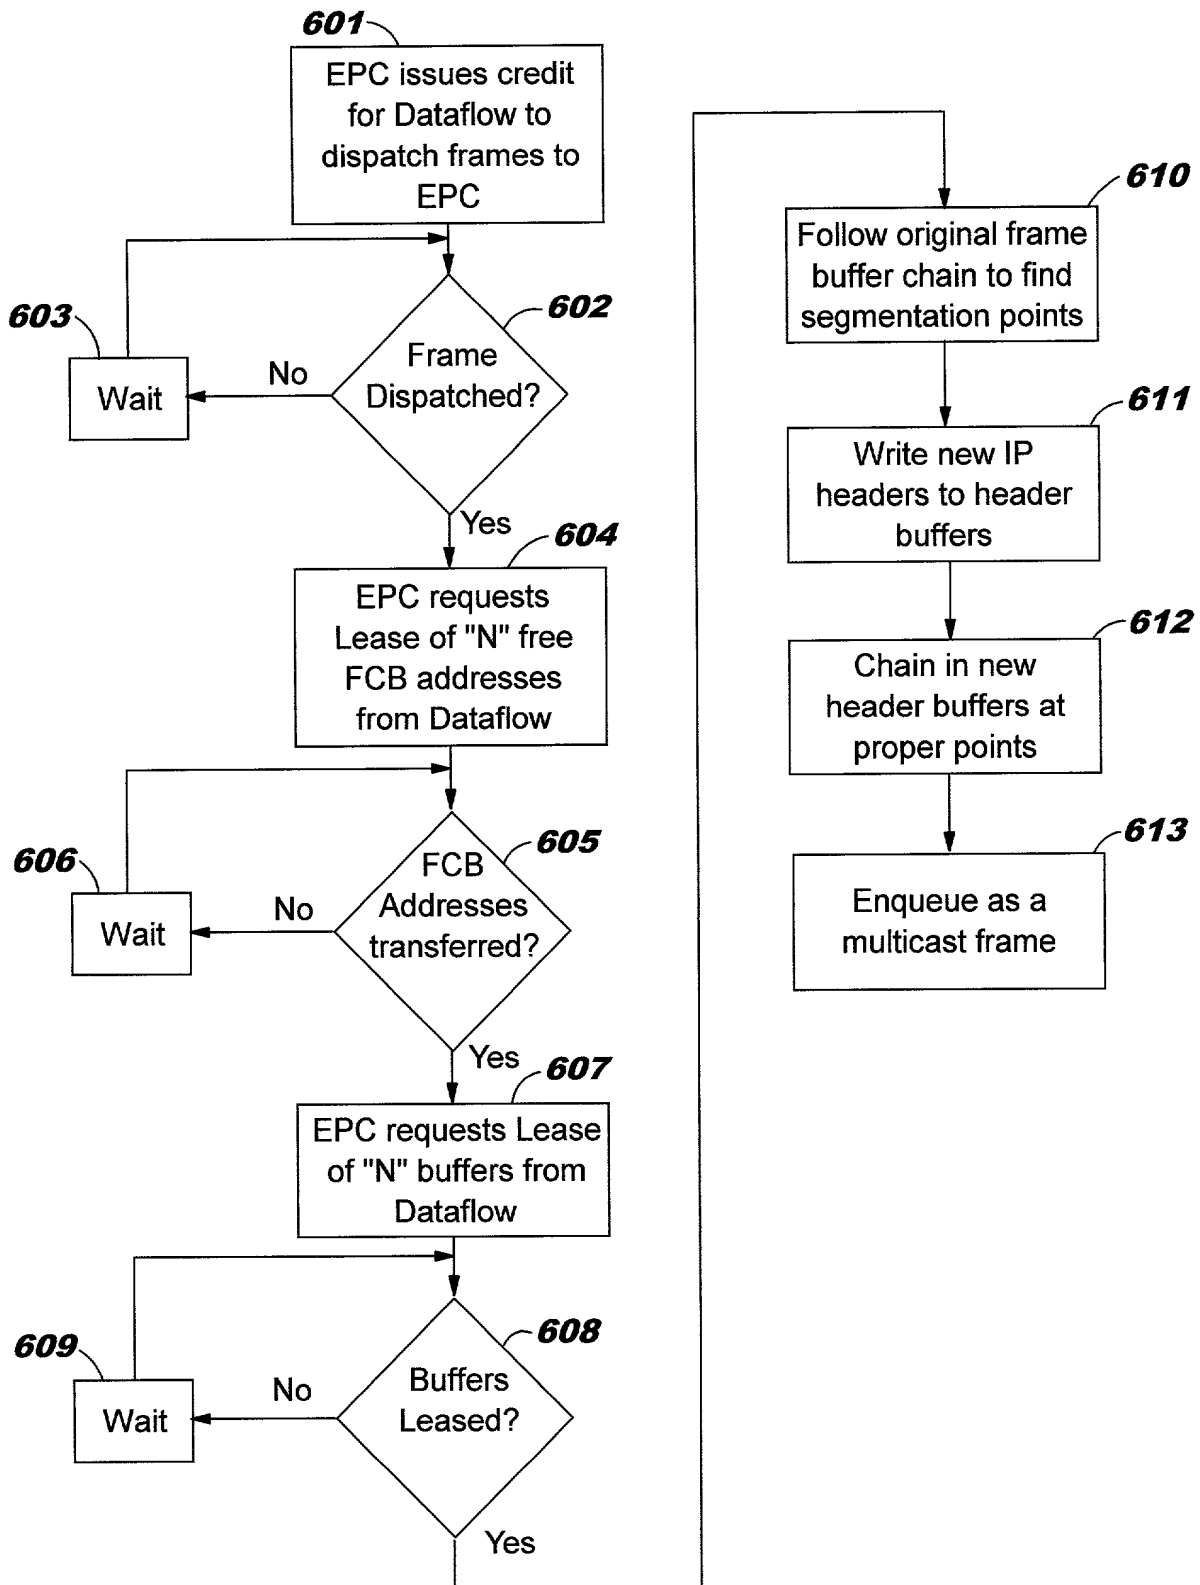 601
EPC issues credit
for Dataflow to
dispatch frames to
EPC
602
Frame
Dispatched?
No
603
Wait
Yes
604
EPC requests
Lease of "N" free
FCB addresses
from Dataflow
605
FCB
Addresses
transferred?
No
606
Wait
Yes
607
EPC requests Lease
of "N" buffers from
Dataflow
608
Buffers
Leased?
No
609
Wait
Yes
610
Follow original frame
buffer chain to find
segmentation points
611
Write new IP
headers to header
buffers
612
Chain in new
header buffers at
proper points
613
Enqueue as a
multicast frame